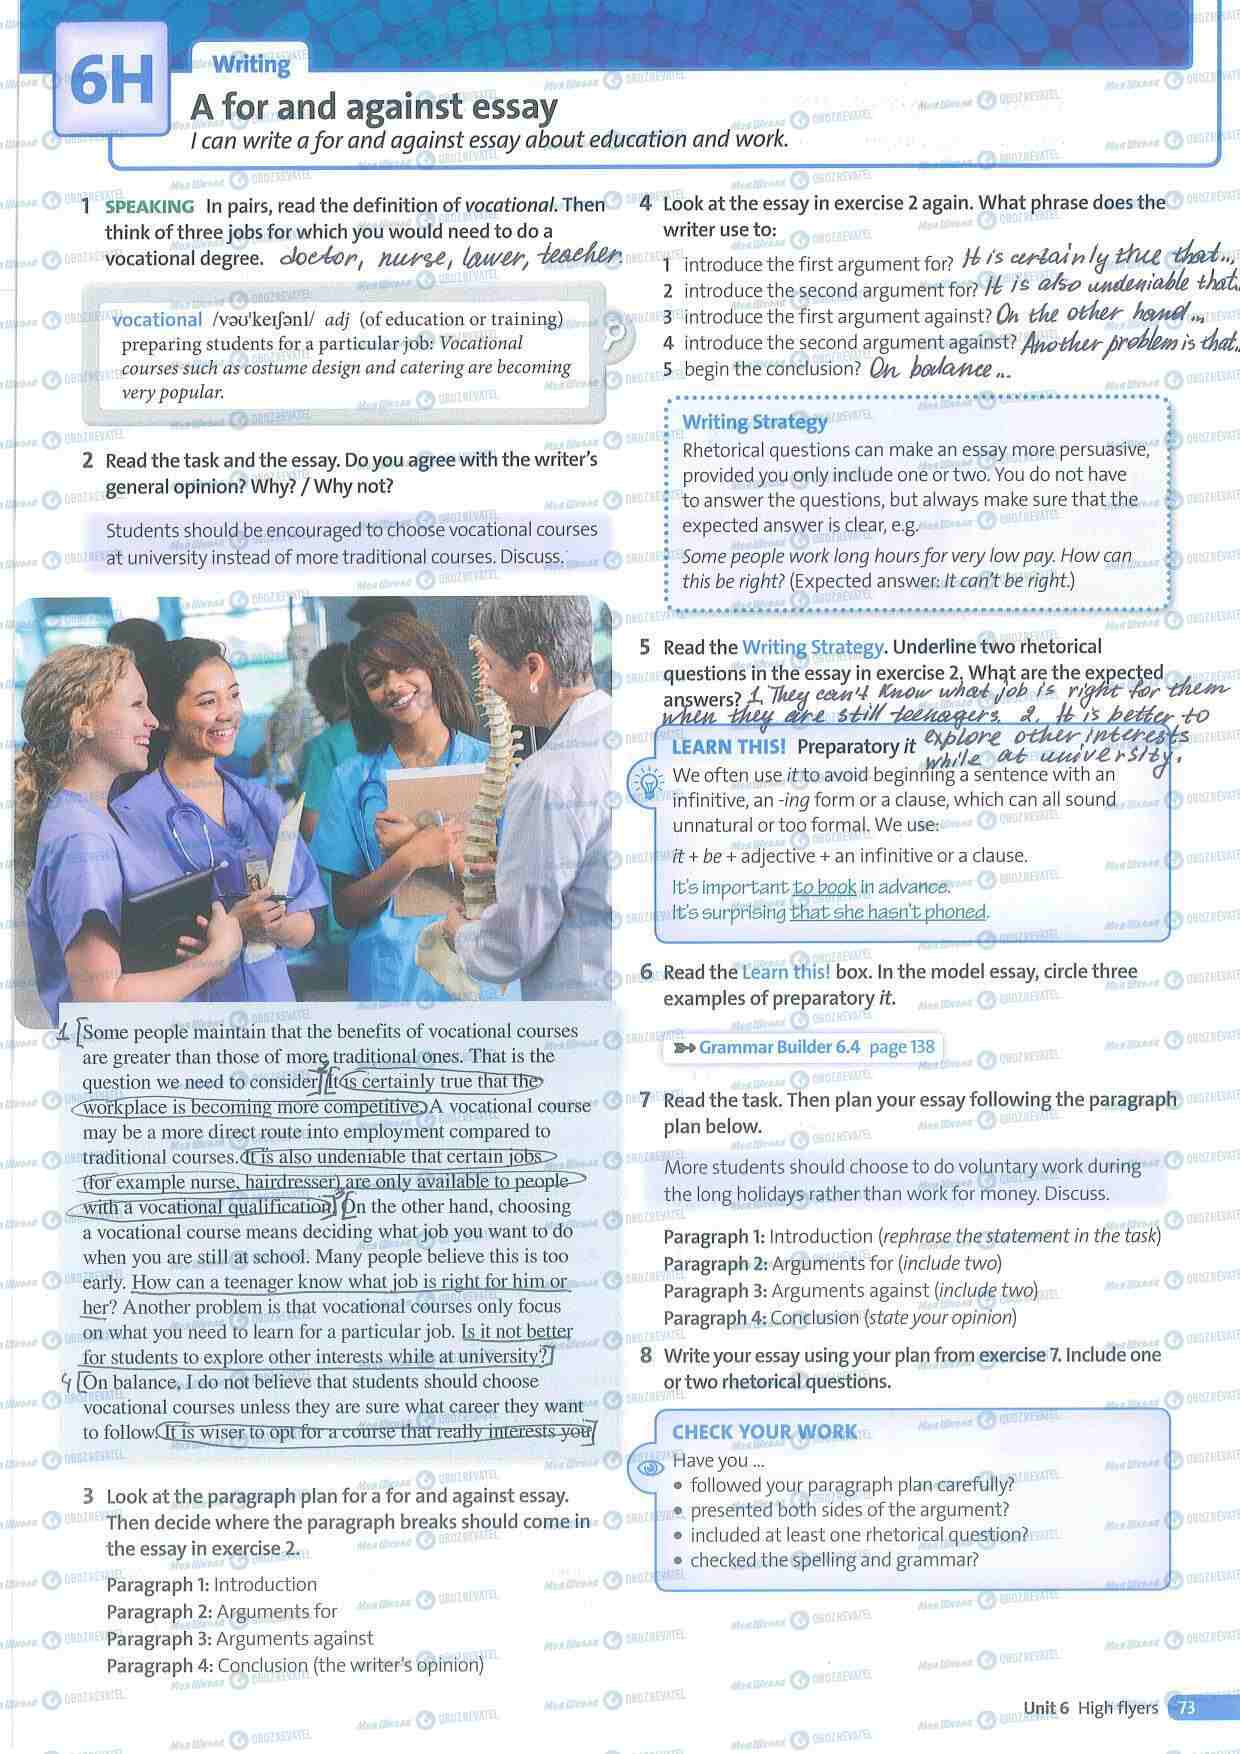 6H
Writing
A for and against essay
I can write a for and against essay about education and work.
1 SPEAKING In pairs, read the definition of vocational. Then
think of three jobs for which you would need to do a
vocational degree. doctor, nurse, lawer, teacher.
vocational /vəʊˈkeɪʃənl/ adj (of education or training)
preparing students for a particular job: Vocational
courses such as costume design and catering are becoming
very popular.
2 Read the task and the essay. Do you agree with the writer's
general opinion? Why? / Why not?
Students should be encouraged to choose vocational courses
at university instead of more traditional courses. Discuss.
1 [Some people maintain that the benefits of vocational courses
are greater than those of more traditional ones. That is the
question we need to consider.] 2 [It is certainly true that the
workplace is becoming more competitive. A vocational course
may be a more direct route into employment compared to
traditional courses. It is also undeniable that certain jobs
(for example nurse, hairdresser) are only available to people
with a vocational qualification.] 3 [On the other hand, choosing
a vocational course means deciding what job you want to do
when you are still at school. Many people believe this is too
early. How can a teenager know what job is right for him or
her? Another problem is that vocational courses only focus
on what you need to learn for a particular job. Is it not better
for students to explore other interests while at university?]
4 [On balance, I do not believe that students should choose
vocational courses unless they are sure what career they want
to follow. It is wiser to opt for a course that really interests you.]
3 Look at the paragraph plan for a for and against essay.
Then decide where the paragraph breaks should come in
the essay in exercise 2.
Paragraph 1: Introduction
Paragraph 2: Arguments for
Paragraph 3: Arguments against
Paragraph 4: Conclusion (the writer's opinion)
4 Look at the essay in exercise 2 again. What phrase does the
writer use to:
1 introduce the first argument for? It is certainly true that...,
2 introduce the second argument for? It is also undeniable that..
3 introduce the first argument against? On the other hand...,
4 introduce the second argument against? Another problem is that..
5 begin the conclusion? On balance...
Writing Strategy
Rhetorical questions can make an essay more persuasive,
provided you only include one or two. You do not have
to answer the questions, but always make sure that the
expected answer is clear, e.g.
Some people work long hours for very low pay. How can
this be right? (Expected answer: It can't be right.)
5 Read the Writing Strategy. Underline two rhetorical
questions in the essay in exercise 2. What are the expected
answers? 1. They can't know what job is right for them
when they are still teenagers. 2. It is better to
explore other interests
while at university.
LEARN THIS! Preparatory it
We often use it to avoid beginning a sentence with an
infinitive, an -ing form or a clause, which can all sound
unnatural or too formal. We use:
it + be + adjective + an infinitive or a clause.
It's important to book in advance.
It's surprising that she hasn't phoned.
6 Read the Learn this! box. In the model essay, circle three
examples of preparatory it.
Grammar Builder 6.4 page 138
7 Read the task. Then plan your essay following the paragraph
plan below.
More students should choose to do voluntary work during
the long holidays rather than work for money. Discuss.
Paragraph 1: Introduction (rephrase the statement in the task)
Paragraph 2: Arguments for (include two)
Paragraph 3: Arguments against (include two)
Paragraph 4: Conclusion (state your opinion)
8 Write your essay using your plan from exercise 7. Include one
or two rhetorical questions.
CHECK YOUR WORK
Have you ...
• followed your paragraph plan carefully?
• presented both sides of the argument?
• included at least one rhetorical question?
• checked the spelling and grammar?
Unit 6 High flyers 73